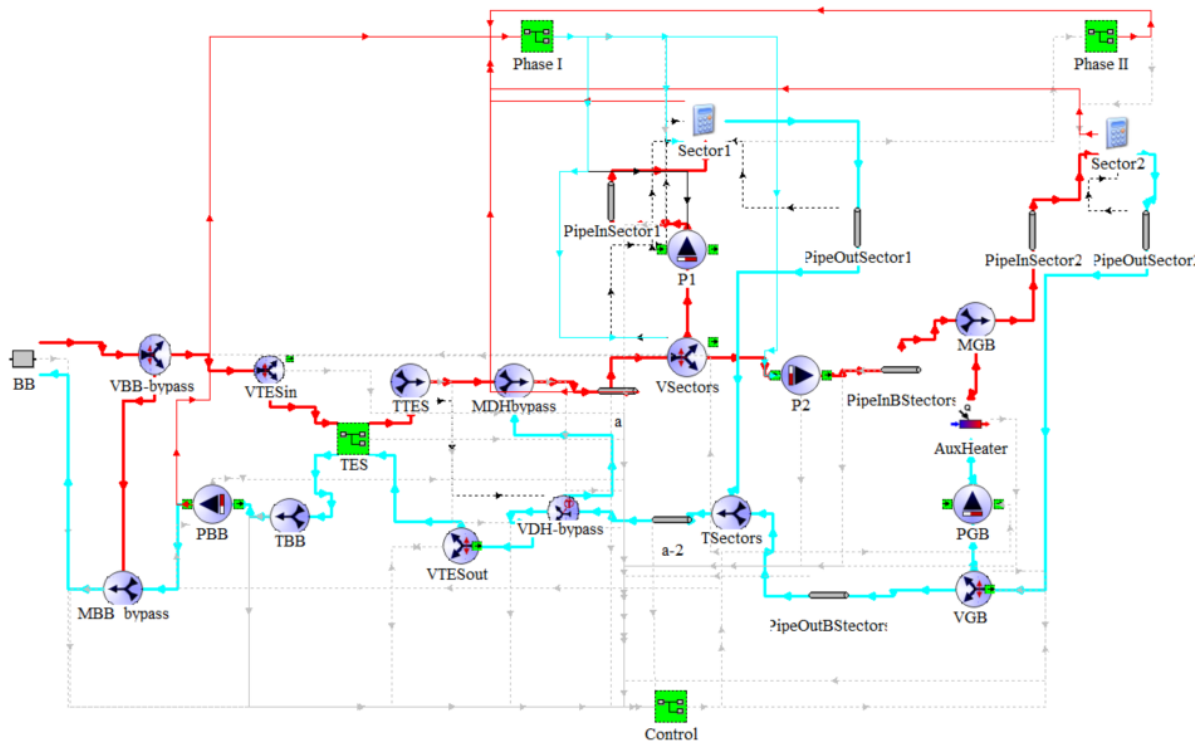 Phase I
Phase II
Sector1
Sector2
PipeInSector1
P1
PipeOutSector1
PipeInSector2
PipeOutSector2
BB
VBB-bypass
VTESin
TTES
MDHbypass
VSectors
P2
MGB
PipeInBStectors
a
TES
AuxHeater
PBB
TBB
VTESout
VDH-bypass
a-2
TSectors
PGB
MBB bypass
PipeOutBStectors
VGB
Control